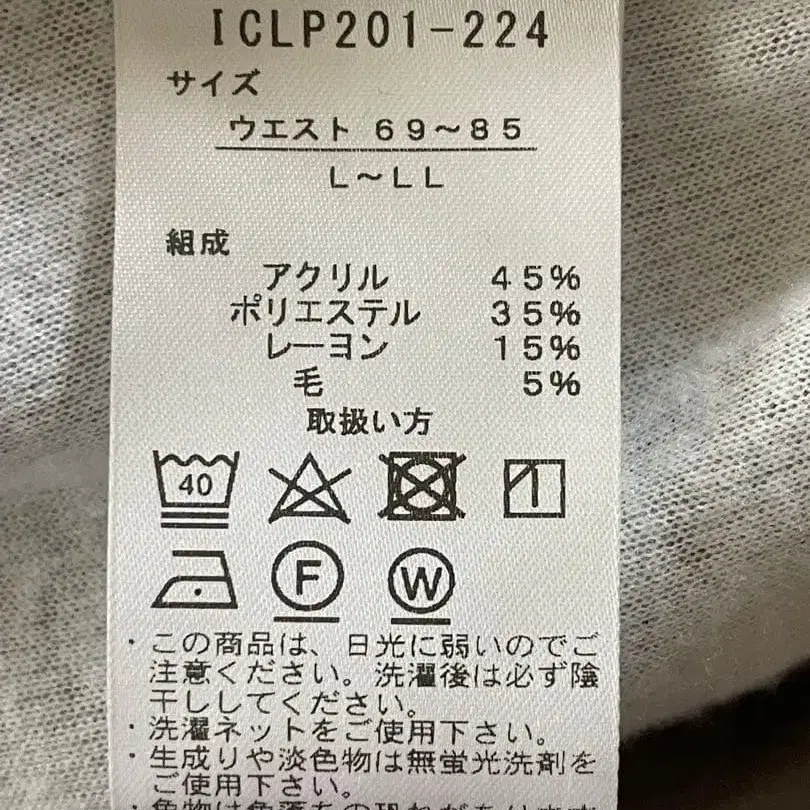 ICLP201-224
サイズ
ウエスト 69～85
L～LL
組成
アクリル 45%
ポリエステル 35%
レーヨン 15%
毛 5%
取扱い方
40
F W
・この商品は、日光に弱いのでご
注意ください。洗濯後は必ず陰
干ししてください。
・洗濯ネットをご使用下さい。
・生成りや淡色物は無蛍光洗剤を
ご使用下さい。